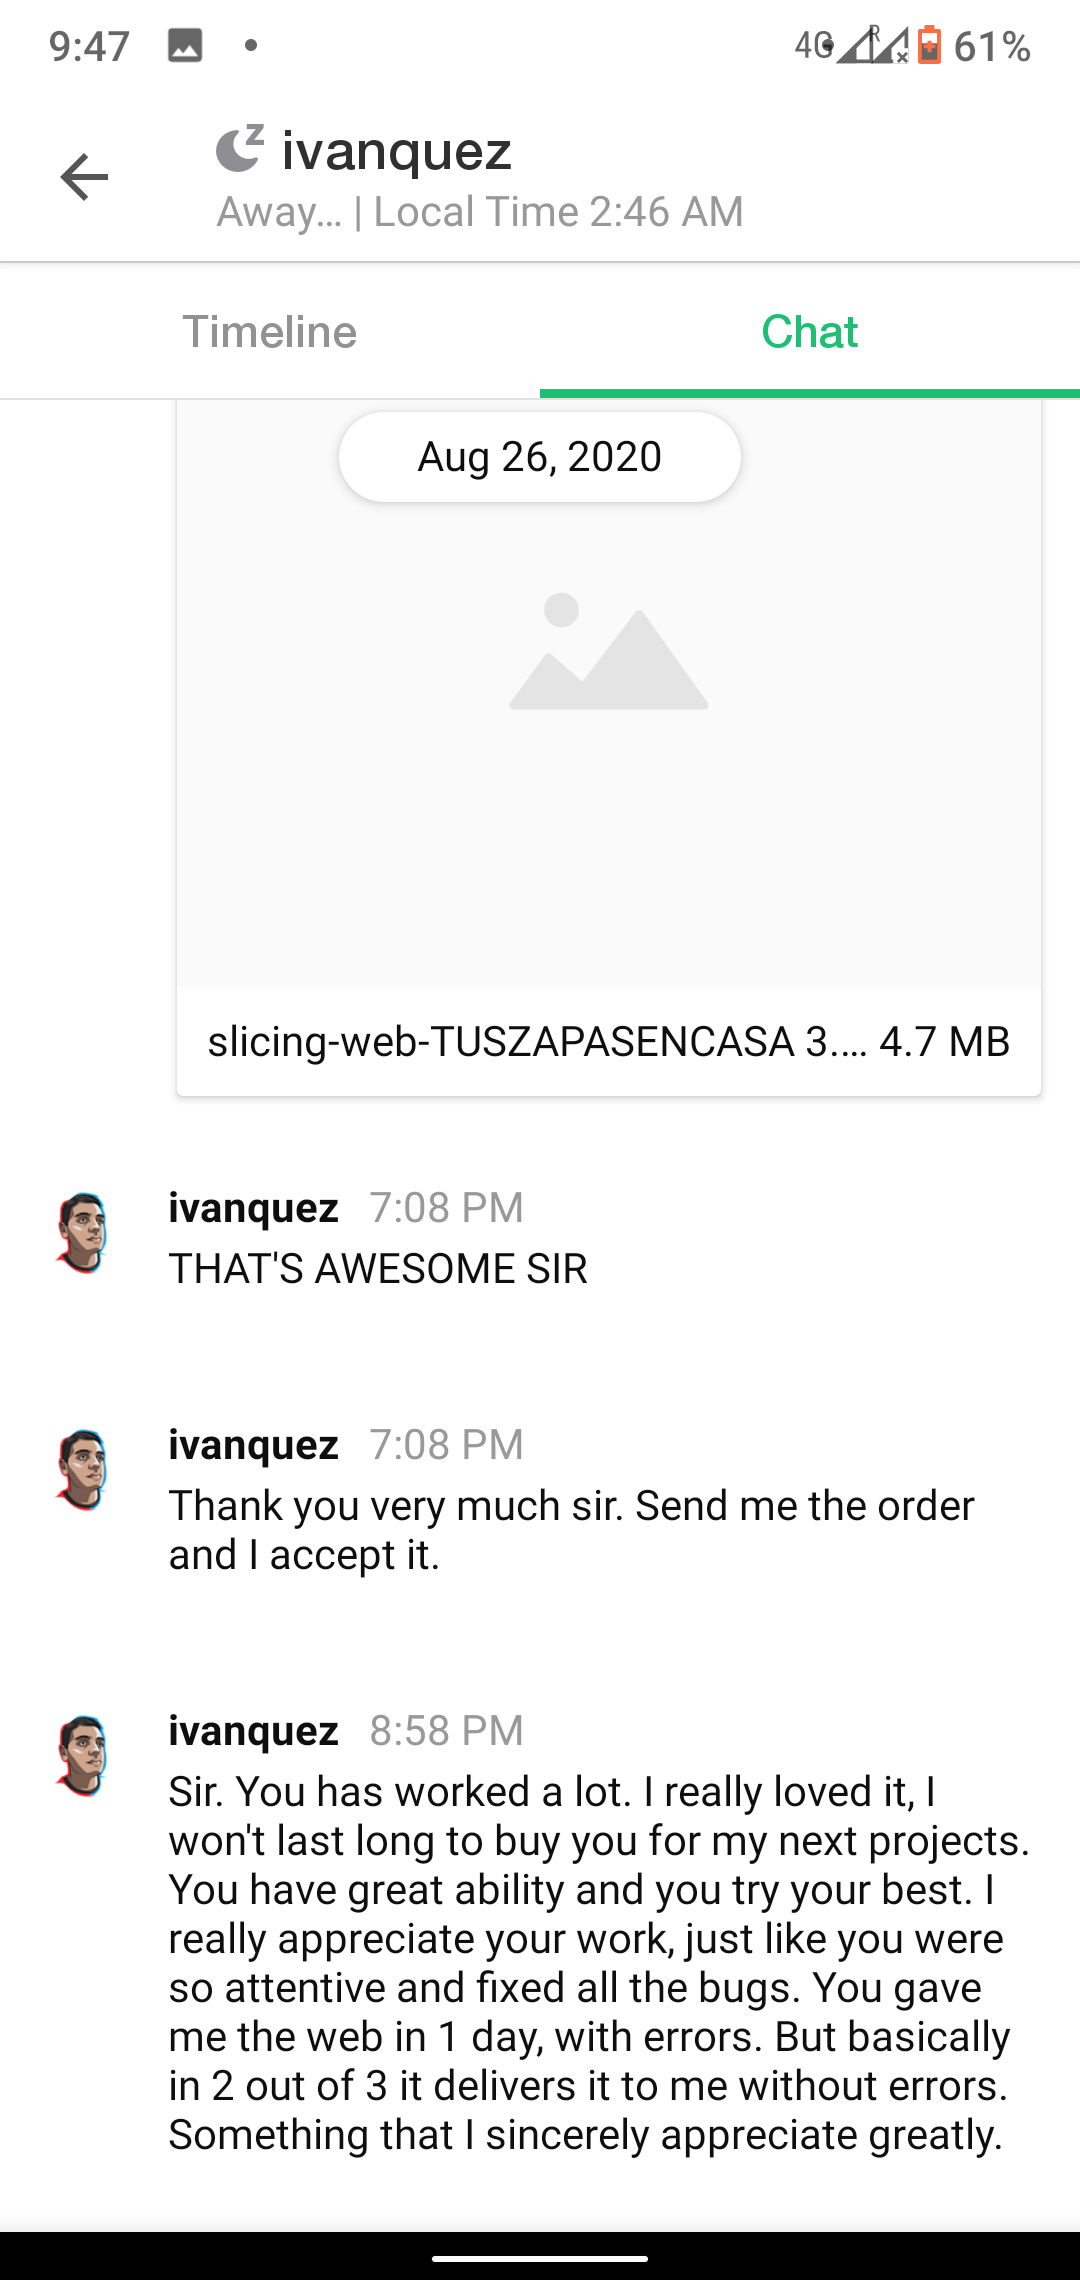 9:47
4G R 61%
ivanquez
Away... | Local Time 2:46 AM
Timeline
Chat
Aug 26, 2020
slicing-web-TUSZAPASENCASA 3.... 4.7 MB
ivanquez 7:08 PM
THAT'S AWESOME SIR
ivanquez 7:08 PM
Thank you very much sir. Send me the order
and I accept it.
ivanquez 8:58 PM
Sir. You has worked a lot. I really loved it, I
won't last long to buy you for my next projects.
You have great ability and you try your best. I
really appreciate your work, just like you were
so attentive and fixed all the bugs. You gave
me the web in 1 day, with errors. But basically
in 2 out of 3 it delivers it to me without errors.
Something that I sincerely appreciate greatly.